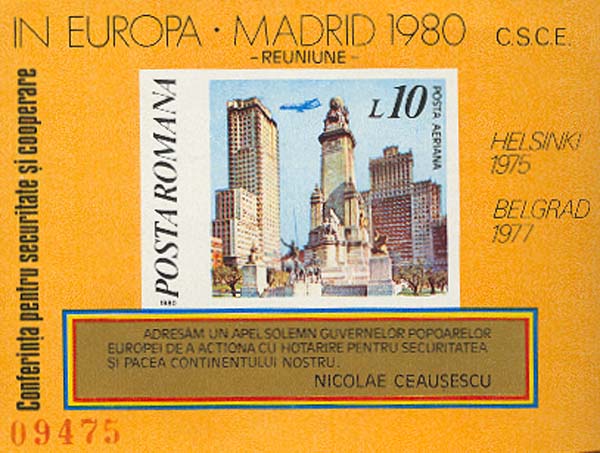 IN EUROPA · MADRID 1980
-REUNIUNE-
C.S.C.E.
Conferința pentru securitate și cooperare
POSTA ROMANA
1980
L 10
POSTA AERIANA
HELSINKI
1975
BELGRAD
1977
ADRESĂM UN APEL SOLEMN GUVERNELOR POPOARELOR
EUROPEI DE A ACTIONA CU HOTARIRE PENTRU SECURITATEA
ȘI PACEA CONTINENTULUI NOSTRU.
NICOLAE CEAUȘESCU
09475